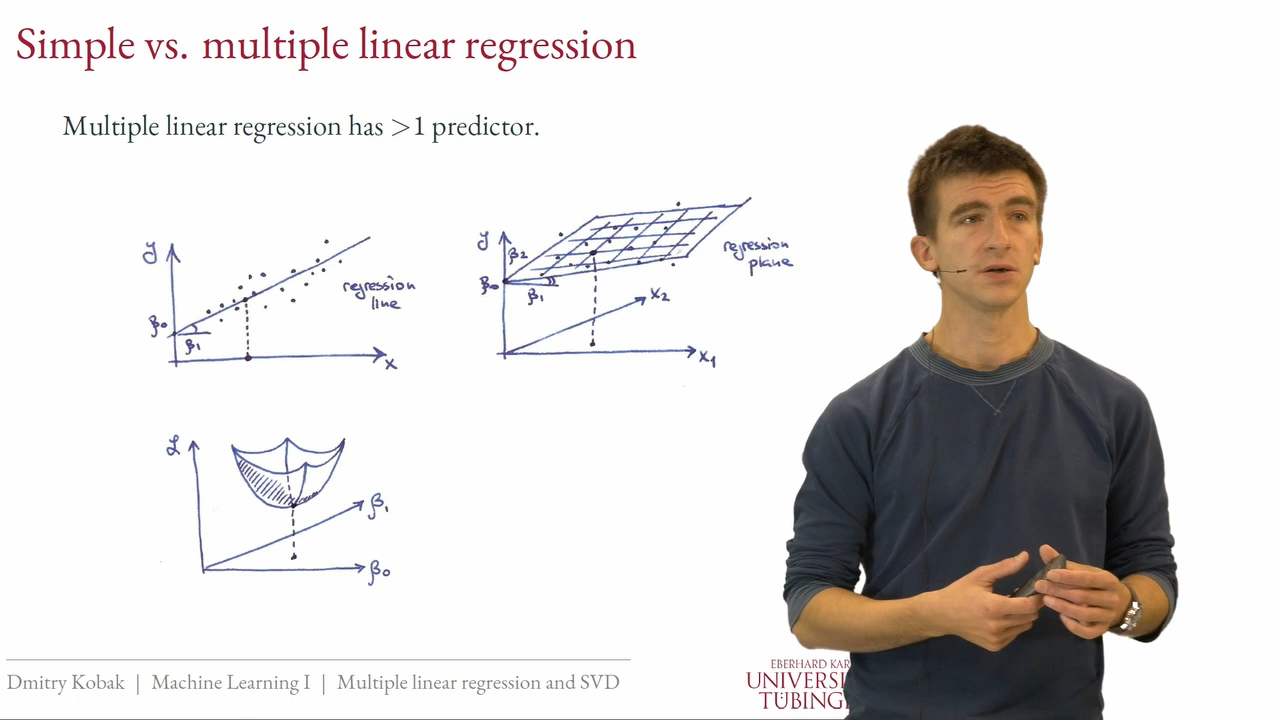 Simple vs. multiple linear regression
Multiple linear regression has >1 predictor.
y
β0
β1
regression
line
x
y
β2
β0
β1
x2
x1
regression
plane
ℒ
β1
β0
Dmitry Kobak | Machine Learning I | Multiple linear regression and SVD
EBERHARD KAR
UNIVERSI
TÜBING